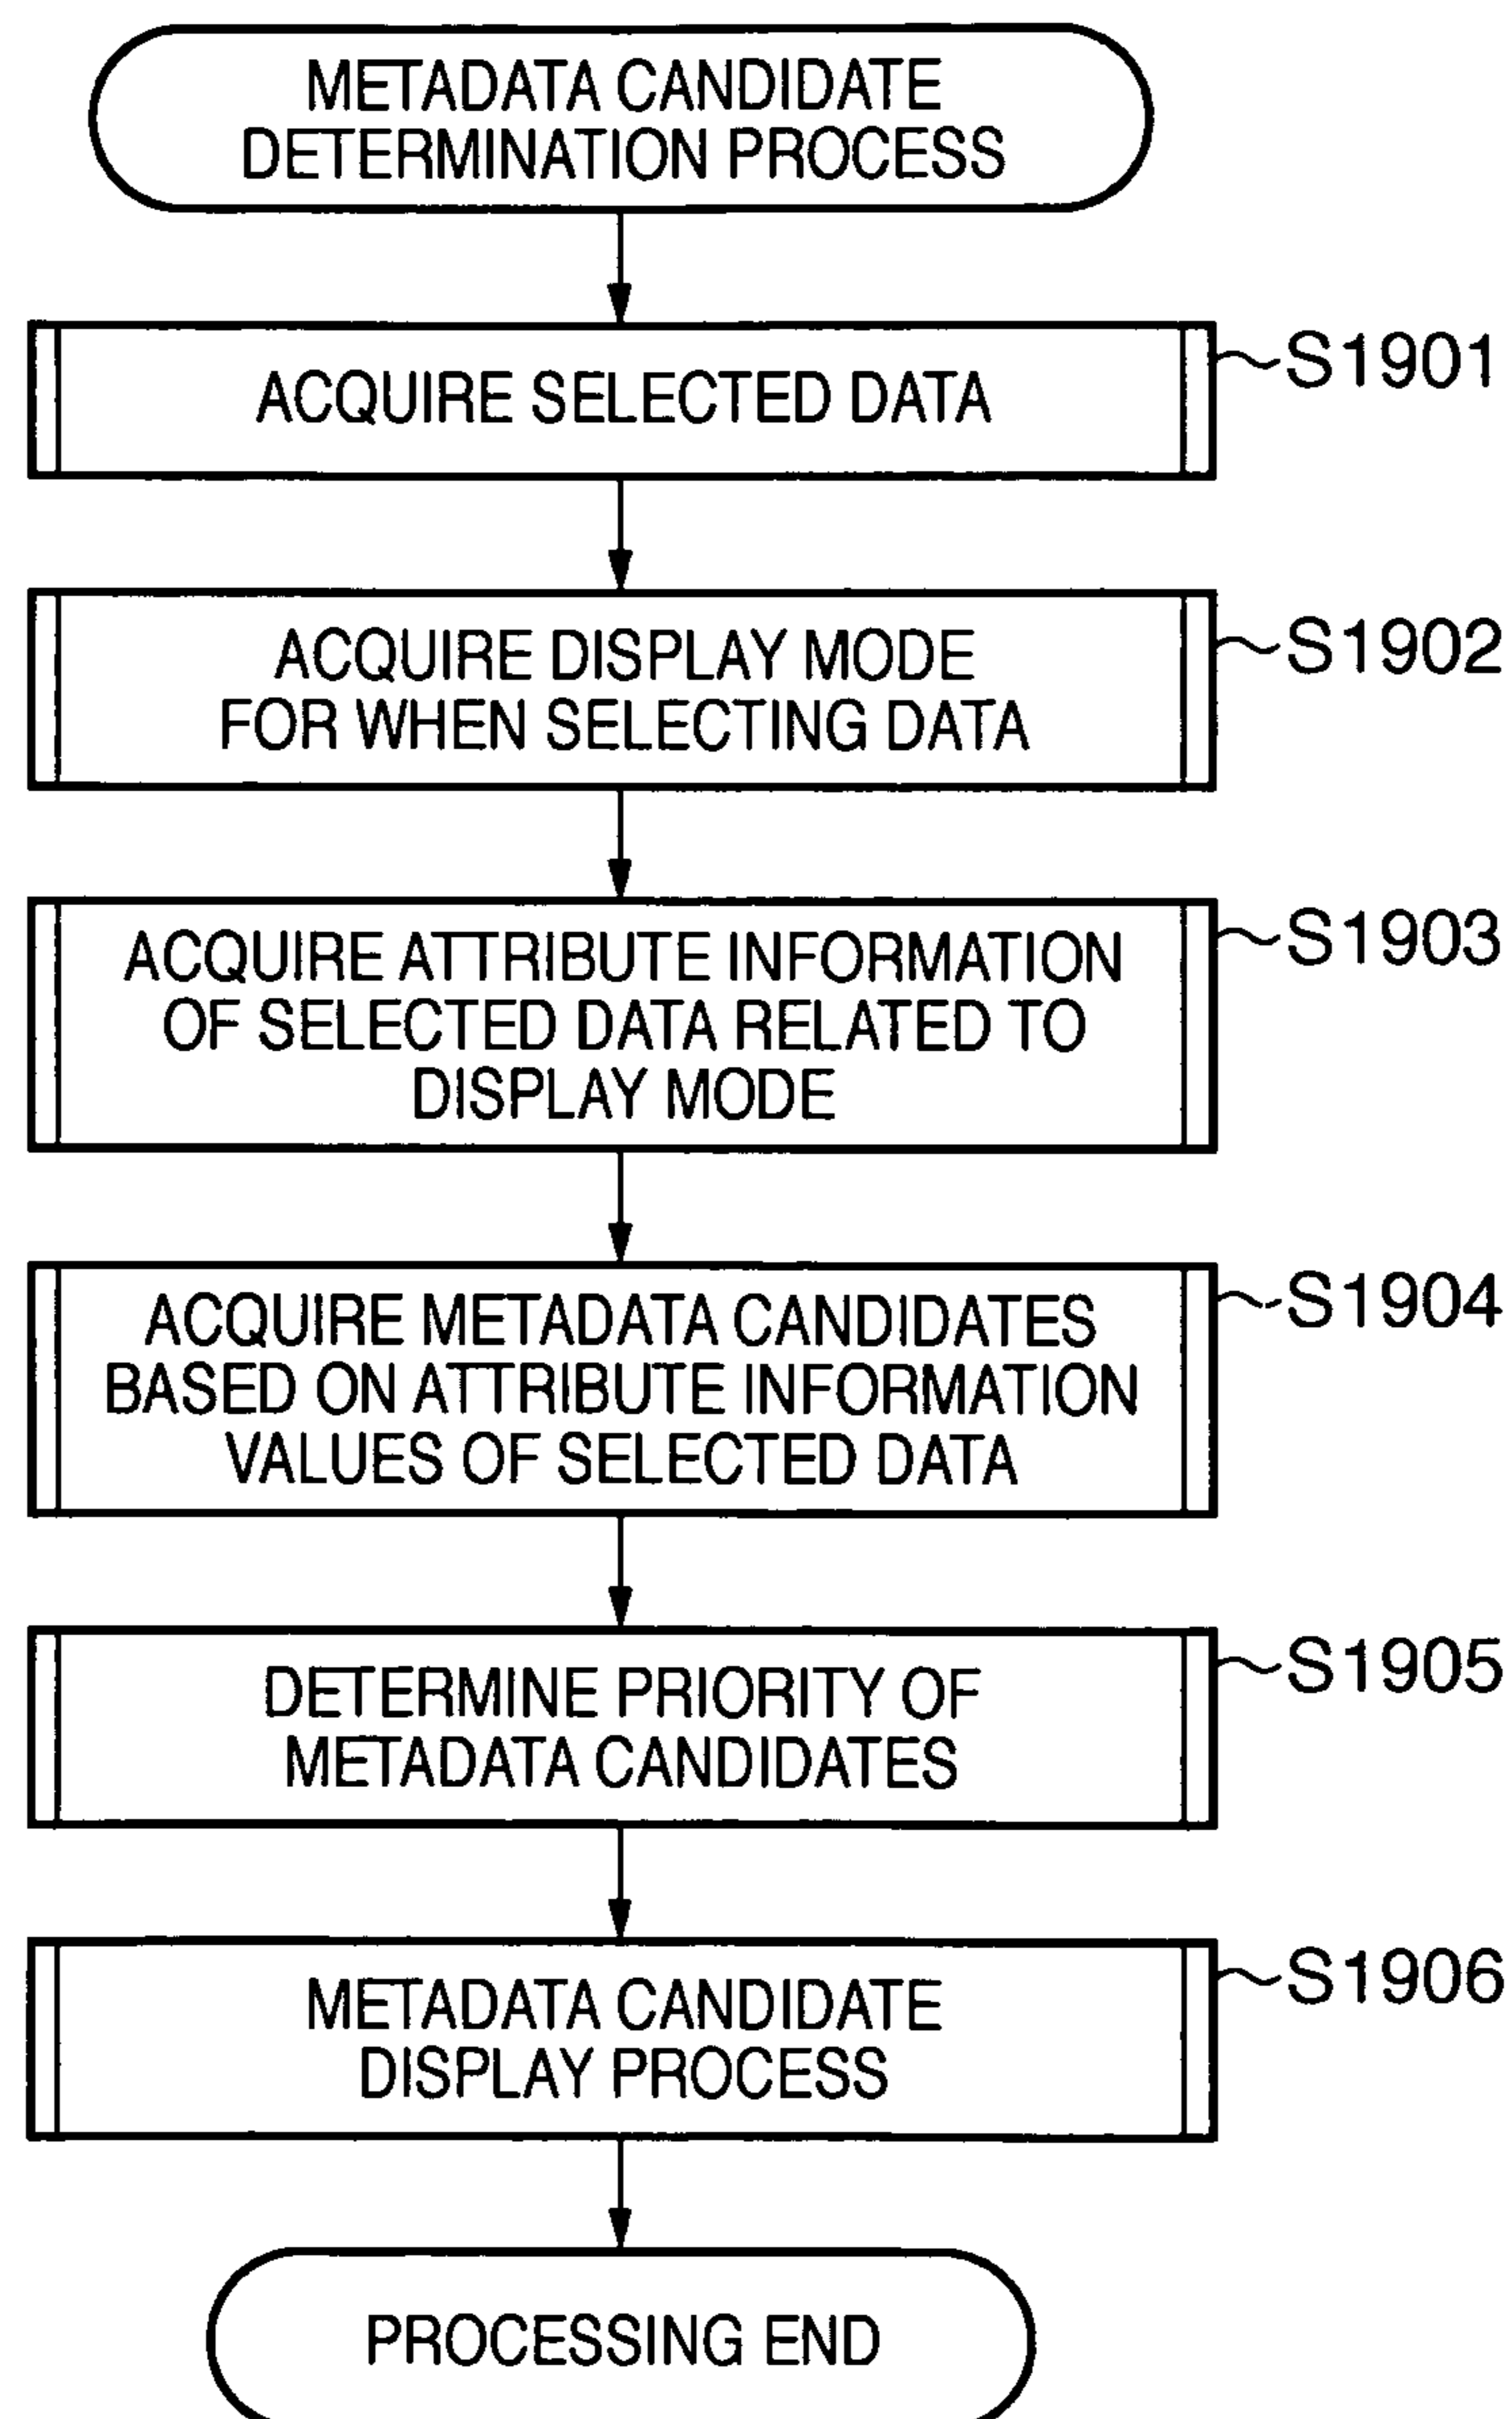 METADATA CANDIDATE
DETERMINATION PROCESS
ACQUIRE SELECTED DATA
S1901
ACQUIRE DISPLAY MODE
FOR WHEN SELECTING DATA
S1902
ACQUIRE ATTRIBUTE INFORMATION
OF SELECTED DATA RELATED TO
DISPLAY MODE
S1903
ACQUIRE METADATA CANDIDATES
BASED ON ATTRIBUTE INFORMATION
VALUES OF SELECTED DATA
S1904
DETERMINE PRIORITY OF
METADATA CANDIDATES
S1905
METADATA CANDIDATE
DISPLAY PROCESS
S1906
PROCESSING END